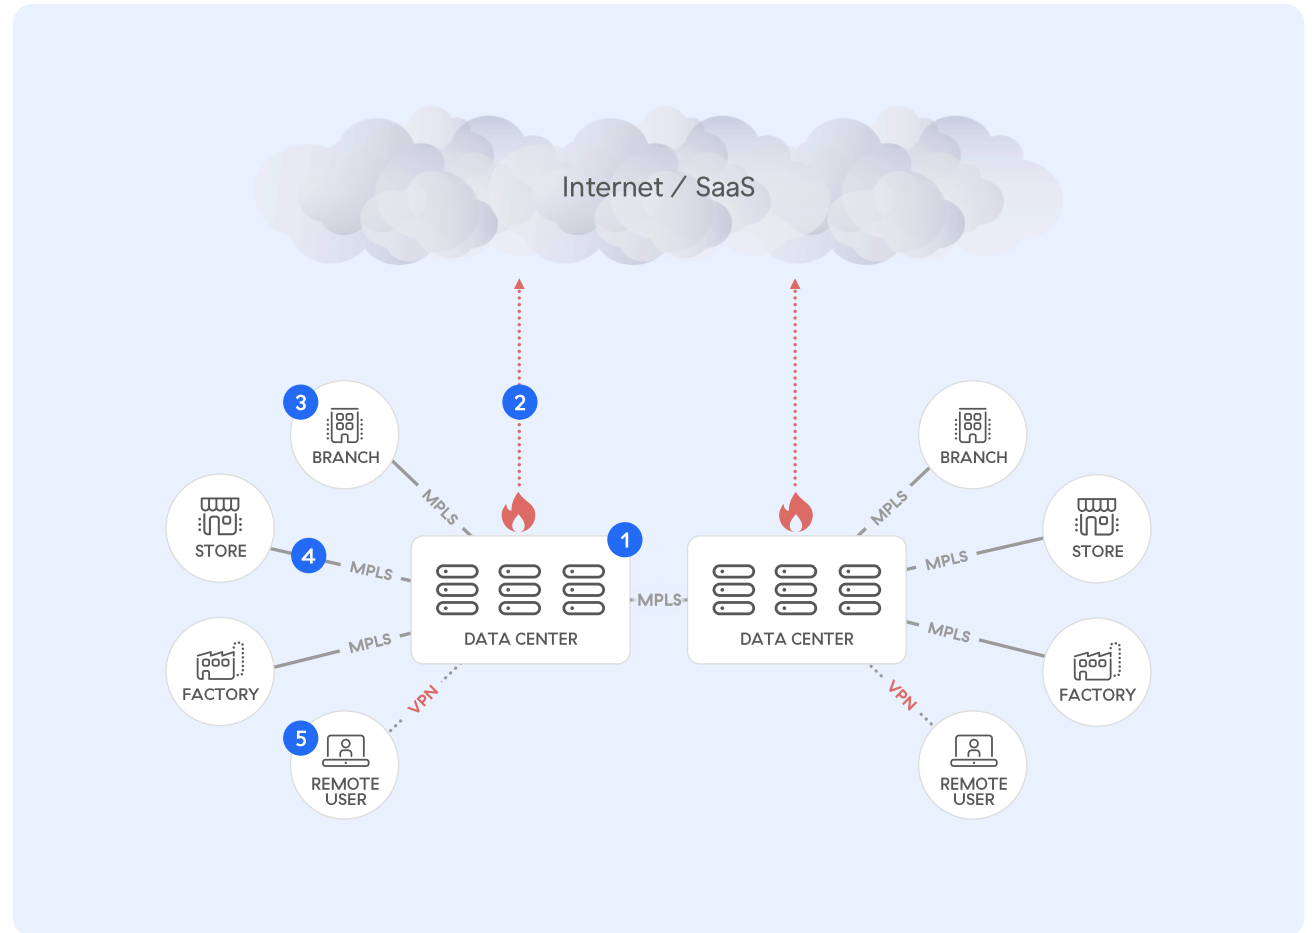 Internet / SaaS
3
2
BRANCH
BRANCH
MPLS
MPLS
STORE
4
MPLS
1
MPLS
STORE
MPLS
DATA CENTER
DATA CENTER
FACTORY
MPLS
MPLS
FACTORY
VPN
VPN
5
REMOTE
USER
REMOTE
USER